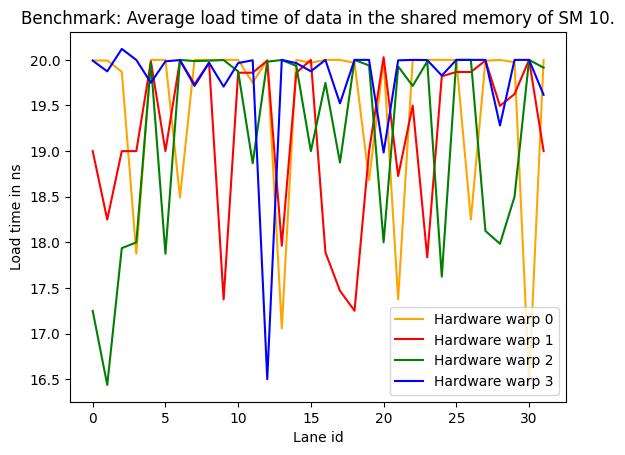 Benchmark: Average load time of data in the shared memory of SM 10.
Load time in ns
20.0
19.5
19.0
18.5
18.0
17.5
17.0
16.5
0
5
10
15
20
25
30
Lane id
Hardware warp 0
Hardware warp 1
Hardware warp 2
Hardware warp 3